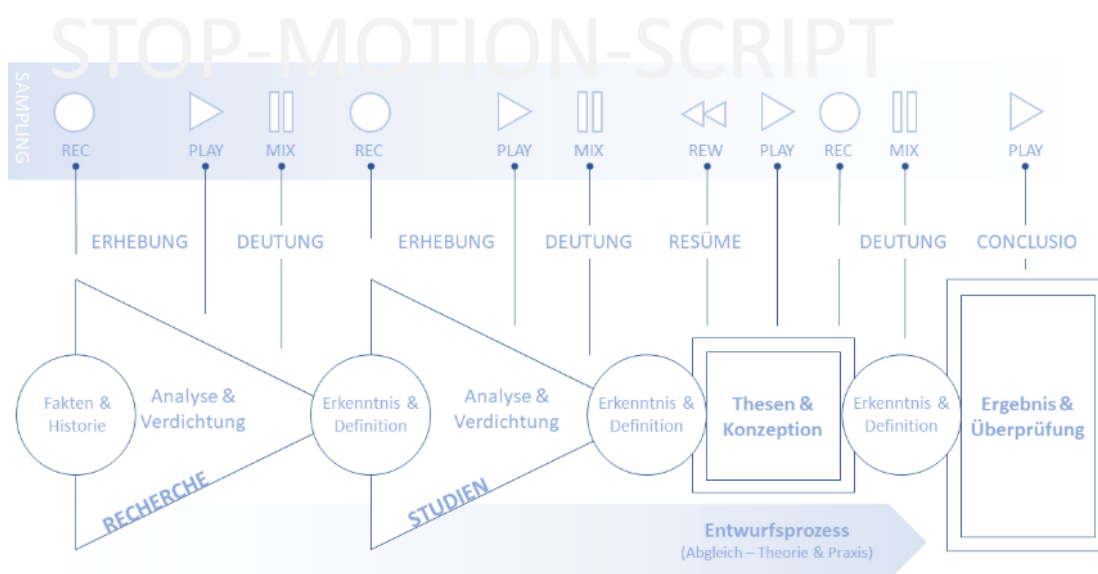 STOP-MOTION-SCRIPT
SAMPLING
REC PLAY MIX REC PLAY MIX REW PLAY REC MIX PLAY
ERHEBUNG DEUTUNG ERHEBUNG DEUTUNG RESÜME DEUTUNG CONCLUSIO
Fakten &
Historie
Analyse &
Verdichtung
RECHERCHE
Erkenntnis &
Definition
Analyse &
Verdichtung
STUDIEN
Erkenntnis &
Definition
Thesen &
Konzeption
Erkenntnis &
Definition
Ergebnis &
Überprüfung
Entwurfsprozess
(Abgleich – Theorie & Praxis)